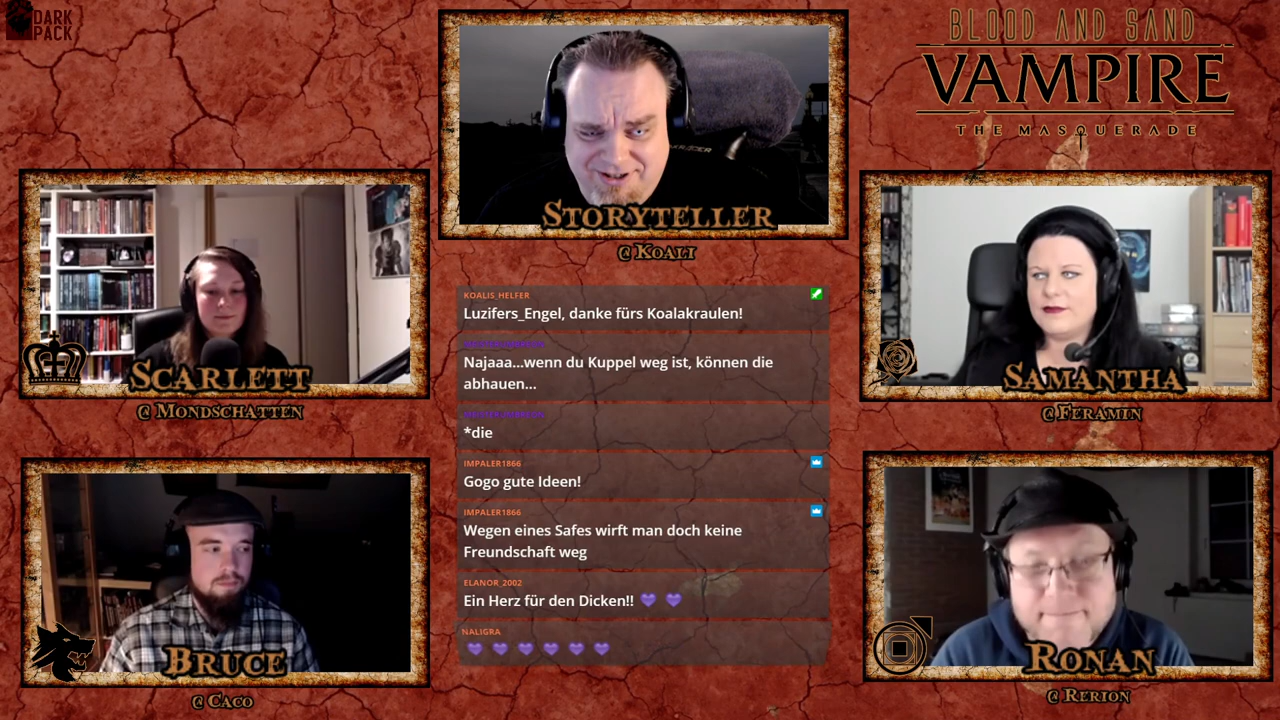 DARK
PACK
BLOOD AND SAND
VAMPIRE
THE MASQUERADE
STORYTELLER
@ KOALI
SCARLETT
@ MONDSCHATTEN
SAMANTHA
@ FERAMIN
KOALIS_HELFER
Luzifers_Engel, danke fürs Koalakraulen!
Najaaa...wenn du Kuppel weg ist, können die
abhauen...
*die
IMPALER1866
Gogo gute Ideen!
IMPALER1866
Wegen eines Safes wirft man doch keine
Freundschaft weg
ELANOR_2002
Ein Herz für den Dicken!! 💜 💜
NALIGRA
💜 💜 💜 💜 💜 💜
BRUCE
@ CACO
RONAN
@ RERION